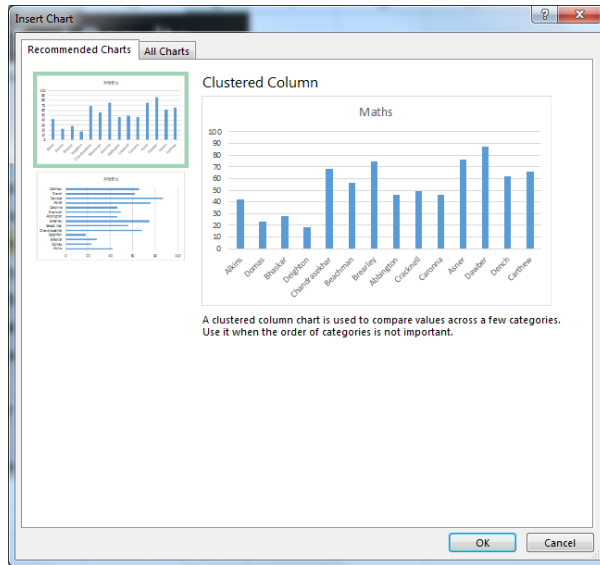 Insert Chart
Recommended Charts
All Charts
Maths
Maths
Clustered Column
Maths
100
90
80
70
60
50
40
30
20
10
0
Alkins
Domas
Bhaskar
Deighton
Chandrasekhar
Beachman
Brearley
Abbington
Cracknell
Caronna
Asner
Dawber
Dench
Carthew
A clustered column chart is used to compare values across a few categories.
Use it when the order of categories is not important.
OK
Cancel